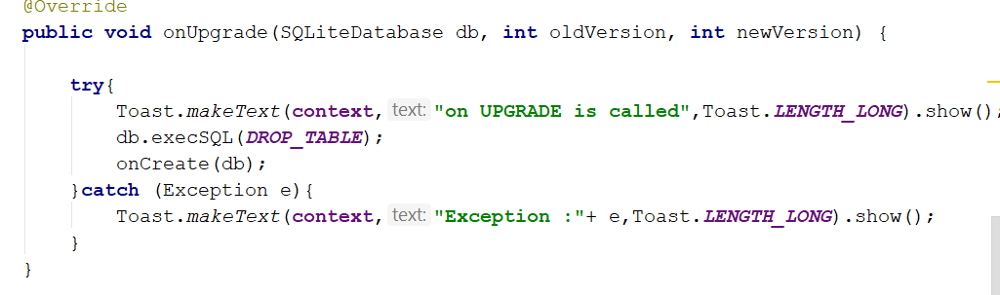 @Override
public void onUpgrade(SQLiteDatabase db, int oldVersion, int newVersion) {
try{
Toast.makeText(context, text: "on UPGRADE is called",Toast.LENGTH_LONG).show();
db.execSQL(DROP_TABLE);
onCreate(db);
}catch (Exception e){
Toast.makeText(context, text: "Exception :"+ e,Toast.LENGTH_LONG).show();
}
}